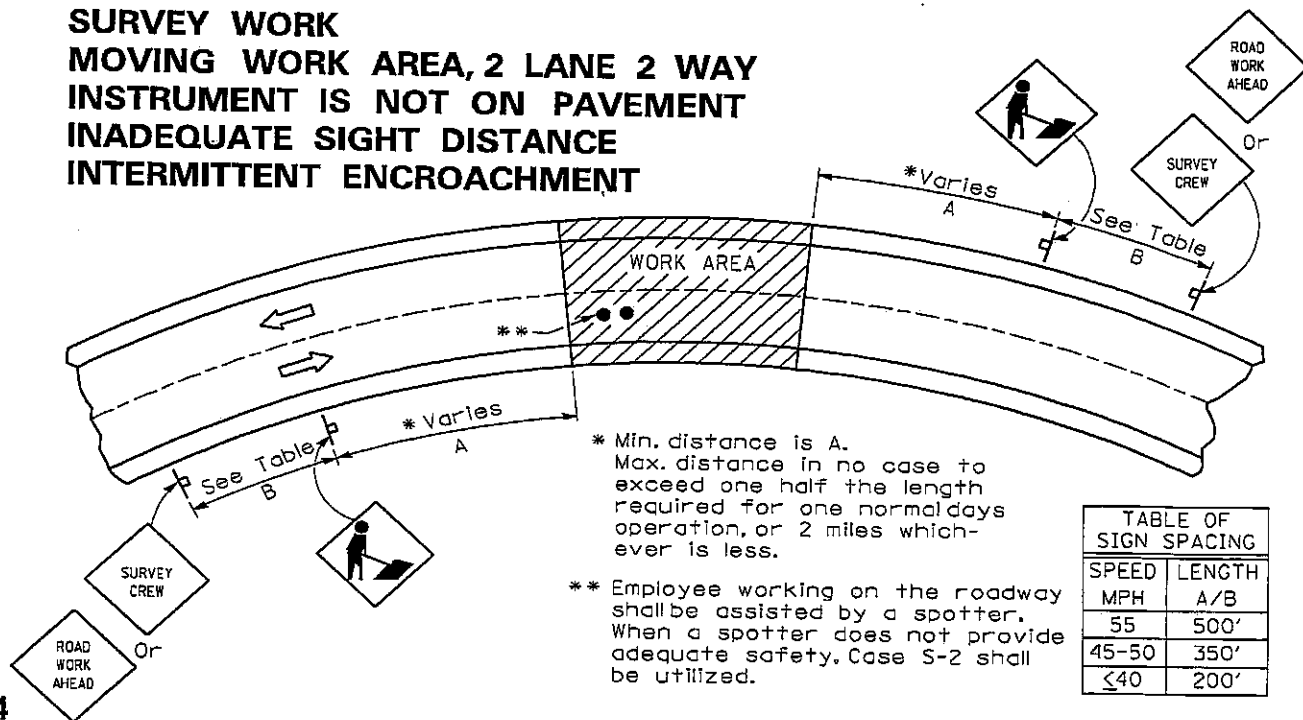 SURVEY WORK
MOVING WORK AREA, 2 LANE 2 WAY
INSTRUMENT IS NOT ON PAVEMENT
INADEQUATE SIGHT DISTANCE
INTERMITTENT ENCROACHMENT
ROAD
WORK
AHEAD
Or
SURVEY
CREW
*Varies
A
See Table
B
WORK AREA
**
*Varies
A
See Table
B
SURVEY
CREW
Or
ROAD
WORK
AHEAD
* Min. distance is A.
Max. distance in no case to
exceed one half the length
required for one normal days
operation, or 2 miles which-
ever is less.
** Employee working on the roadway
shall be assisted by a spotter.
When a spotter does not provide
adequate safety, Case S-2 shall
be utilized.
TABLE OF
SIGN SPACING
SPEED LENGTH
MPH A/B
55 500'
45-50 350'
≤40 200'
4